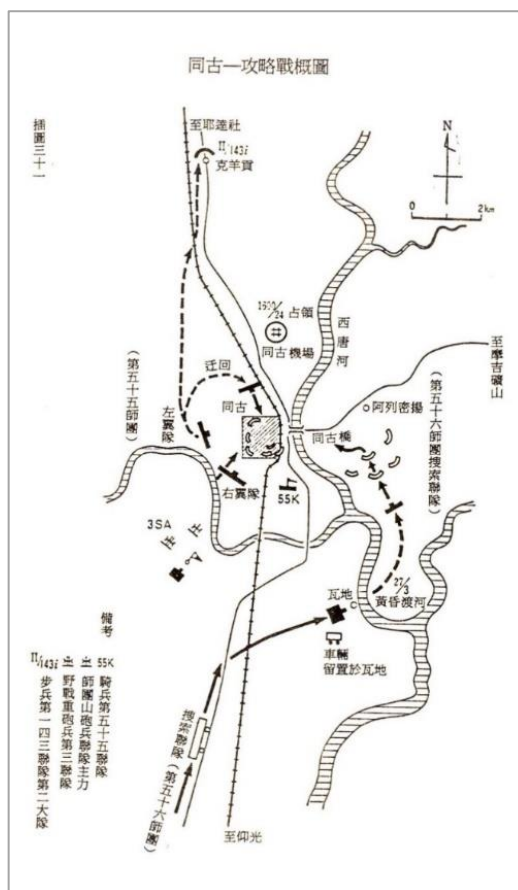 同古—攻略戰概圖
插圖三十一
至耶達社
II/143i
克羊貫
N
0 2km
1600/24占領
同古機場
西唐河
至摩吉礦山
迂回
同古
(第五十五師團)
左翼隊
右翼隊
55K
3SA
阿列密揚
同古橋
(第五十六師團搜索聯隊)
27/3
黃昏渡河
瓦地
車輛
留置於瓦地
搜索聯隊(第五十六師團)
至仰光
備考
55K 騎兵第五十五聯隊
師團山砲兵聯隊主力
野戰重砲兵第三聯隊
II/143i 步兵第一四三聯隊第二大隊